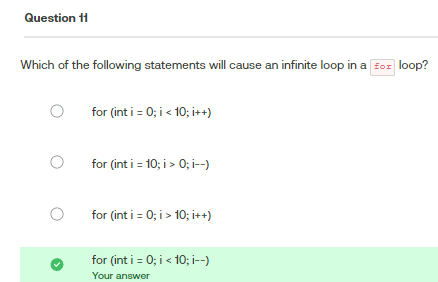 Question 11
Which of the following statements will cause an infinite loop in a for loop?
for (int i = 0; i < 10; i++)
for (int i = 10; i > 0; i--)
for (int i = 0; i > 10; i++)
for (int i = 0; i < 10; i--)
Your answer